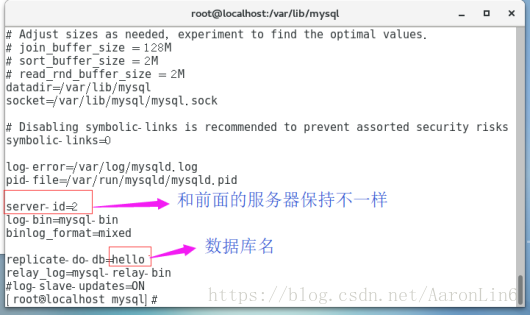 root@localhost:/var/lib/mysql
# Adjust sizes as needed, experiment to find the optimal values.
# join_buffer_size = 128M
# sort_buffer_size = 2M
# read_rnd_buffer_size = 2M
datadir=/var/lib/mysql
socket=/var/lib/mysql/mysql.sock
# Disabling symbolic-links is recommended to prevent assorted security risks
symbolic-links=0
log-error=/var/log/mysqld.log
pid-file=/var/run/mysqld/mysqld.pid
server-id=2
和前面的服务器保持不一样
log-bin=mysql-bin
binlog_format=mixed
数据库名
replicate-do-db=hello
relay_log=mysql-relay-bin
#log-slave-updates=ON
[root@localhost mysql]#
https://blog.csdn.net/AaronLin6